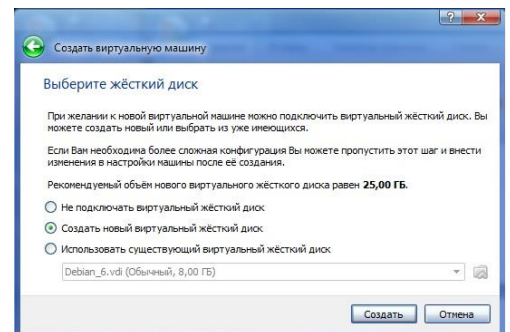 Создать виртуальную машину
Выберите жёсткий диск
При желании к новой виртуальной машине можно подключить виртуальный жёсткий диск. Вы
можете создать новый или выбрать из уже имеющихся.
Если Вам необходима более сложная конфигурация Вы можете пропустить этот шаг и внести
изменения в настройки машины после её создания.
Рекомендуемый объём нового виртуального жёсткого диска равен 25,00 ГБ.
Не подключать виртуальный жёсткий диск
Создать новый виртуальный жёсткий диск
Использовать существующий виртуальный жёсткий диск
Debian_6.vdi (Обычный, 8,00 ГБ)
Создать Отмена